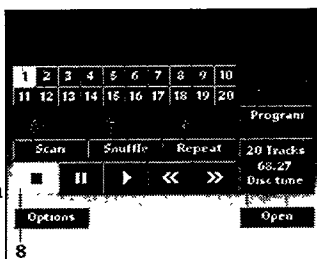 1 2 3 4 5 6 7 8 9 10
11 12 13 14 15 16 17 18 19 20
Program
Scan Shuffle Repeat
20 Tracks
68.27
Disc time
Options
Open
8